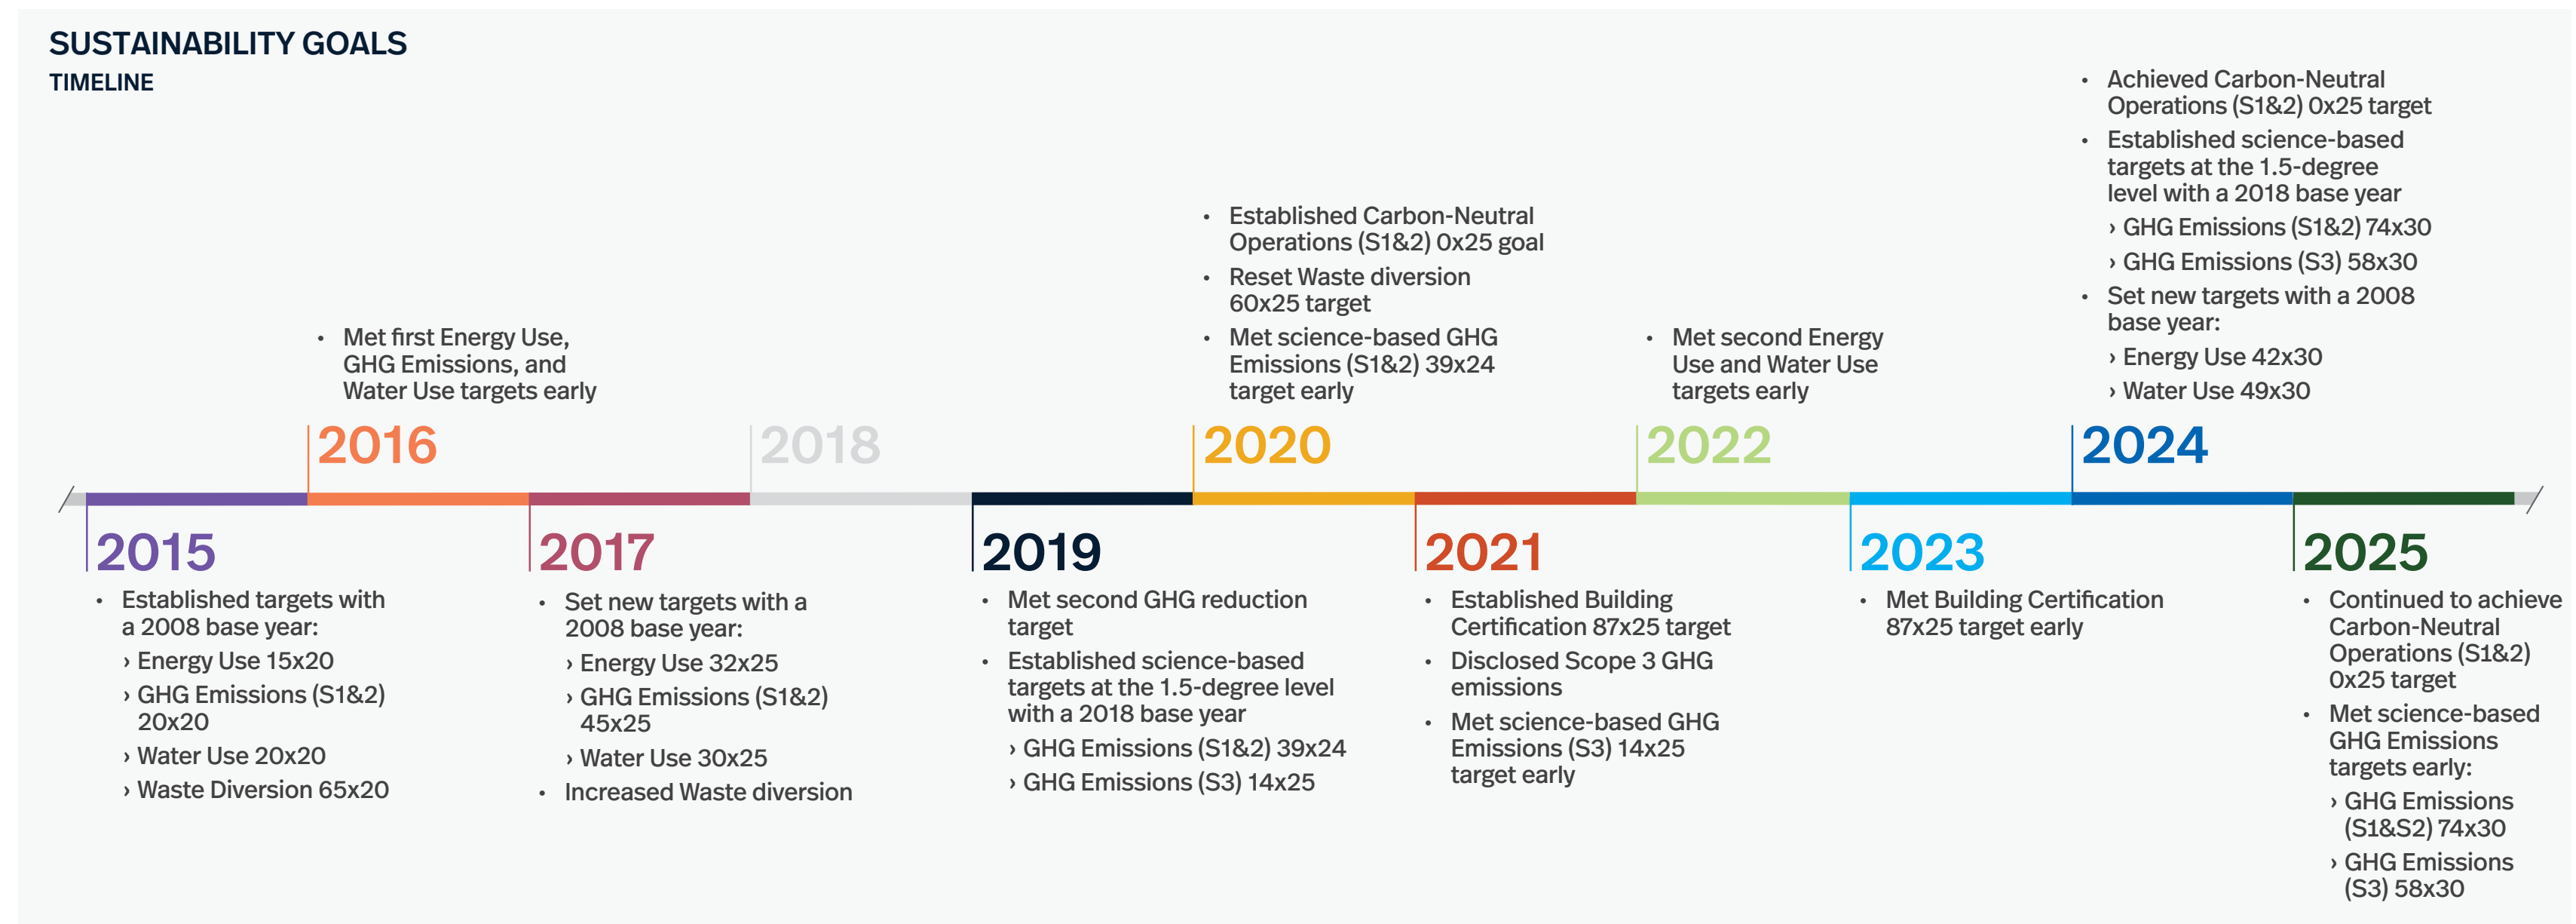 SUSTAINABILITY GOALS
TIMELINE
• Met first Energy Use,
GHG Emissions, and
Water Use targets early
• Established Carbon-Neutral
Operations (S1&2) 0x25 goal
• Reset Waste diversion
60x25 target
• Met science-based GHG
Emissions (S1&2) 39x24
target early
• Met second Energy
Use and Water Use
targets early
• Achieved Carbon-Neutral
Operations (S1&2) 0x25 target
• Established science-based
targets at the 1.5-degree
level with a 2018 base year
› GHG Emissions (S1&2) 74x30
› GHG Emissions (S3) 58x30
• Set new targets with a 2008
base year:
› Energy Use 42x30
› Water Use 49x30
2016
2018
2020
2022
2024
2015
• Established targets with
a 2008 base year:
› Energy Use 15x20
› GHG Emissions (S1&2)
20x20
› Water Use 20x20
› Waste Diversion 65x20
2017
• Set new targets with a
2008 base year:
› Energy Use 32x25
› GHG Emissions (S1&2)
45x25
› Water Use 30x25
• Increased Waste diversion
2019
• Met second GHG reduction
target
• Established science-based
targets at the 1.5-degree level
with a 2018 base year
› GHG Emissions (S1&2) 39x24
› GHG Emissions (S3) 14x25
2021
• Established Building
Certification 87x25 target
• Disclosed Scope 3 GHG
emissions
• Met science-based GHG
Emissions (S3) 14x25
target early
2023
• Met Building Certification
87x25 target early
2025
• Continued to achieve
Carbon-Neutral
Operations (S1&2)
0x25 target
• Met science-based
GHG Emissions
targets early:
› GHG Emissions
(S1&S2) 74x30
› GHG Emissions
(S3) 58x30